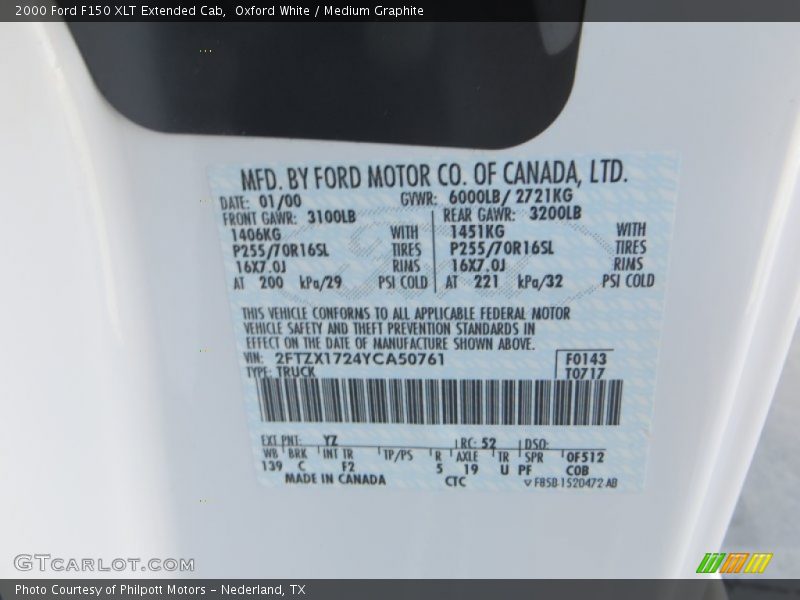 2000 Ford F150 XLT Extended Cab,  Oxford White / Medium Graphite
MFD. BY FORD MOTOR CO. OF CANADA, LTD.
DATE: 01/00 GVWR: 6000LB/ 2721KG
FRONT GAWR: 3100LB REAR GAWR: 3200LB
1406KG WITH 1451KG WITH
P255/70R16SL TIRES P255/70R16SL TIRES
16X7.0J RIMS 16X7.0J RIMS
AT 200 kPa/29 PSI COLD AT 221 kPa/32 PSI COLD
THIS VEHICLE CONFORMS TO ALL APPLICABLE FEDERAL MOTOR
VEHICLE SAFETY AND THEFT PREVENTION STANDARDS IN
EFFECT ON THE DATE OF MANUFACTURE SHOWN ABOVE.
VIN: 2FTZX1724YCA50761 F0143
TYPE: TRUCK T0717
EXT PNT: YZ RC: 52 DSO:
WB BRK INT TR TP/PS R AXLE TR SPR 0F512
139 C F2 5 19 U PF COB
MADE IN CANADA CTC F85B 1520472 AB
GTCARLOT.COM
Photo Courtesy of Philpott Motors - Nederland, TX